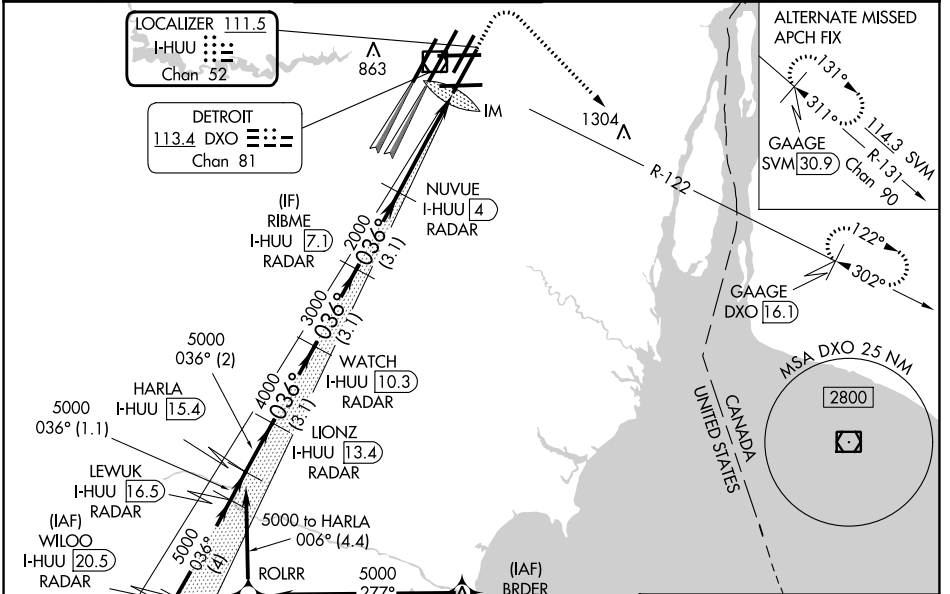 LOCALIZER 111.5
I-HUU
Chan 52
DETROIT
113.4 DXO
Chan 81
863
IM
1304
R-122
ALTERNATE MISSED
APCH FIX
131°
311°
GAAGE
SVM 30.9
114.3 SVM
Chan 90
R-131
122°
302°
GAAGE
DXO 16.1
NUVUE
I-HUU 4
RADAR
(IF)
RIBME
I-HUU 7.1
RADAR
2000
036°
(3.1)
3000
036°
(3.1)
WATCH
I-HUU 10.3
RADAR
4000
036°
(3.1)
LIONZ
I-HUU 13.4
RADAR
5000
036° (2)
HARLA
I-HUU 15.4
5000
036° (1.1)
LEWUK
I-HUU 16.5
RADAR
(IAF)
WILOO
I-HUU 20.5
RADAR
5000
036°
(4)
5000 to HARLA
006° (4.4)
ROLRR
5000
277°
(IAF)
BRDER
CANADA
UNITED STATES
MSA DXO 25 NM
2800